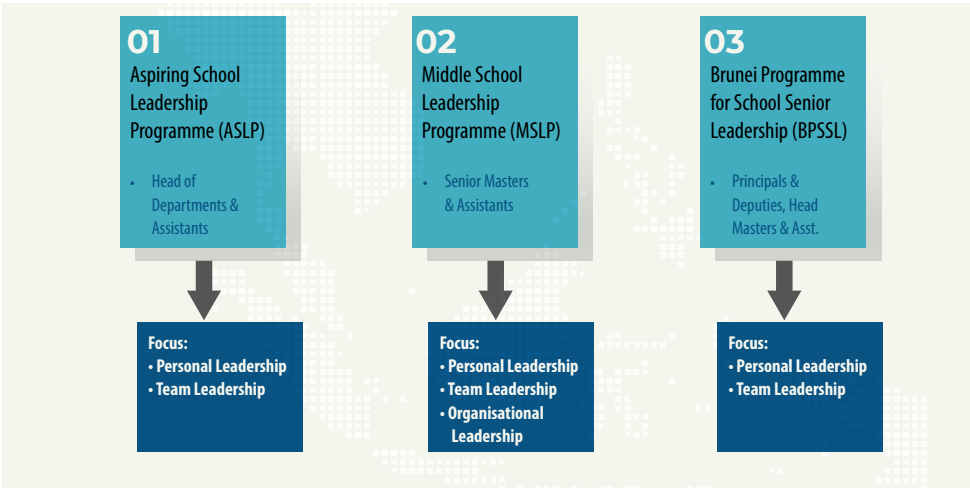 01
Aspiring School
Leadership
Programme (ASLP)
• Head of
Departments &
Assistants
Focus:
• Personal Leadership
• Team Leadership
02
Middle School
Leadership
Programme (MSLP)
• Senior Masters
& Assistants
Focus:
• Personal Leadership
• Team Leadership
• Organisational
Leadership
03
Brunei Programme
for School Senior
Leadership (BPSSL)
• Principals &
Deputies, Head
Masters & Asst.
Focus:
• Personal Leadership
• Team Leadership